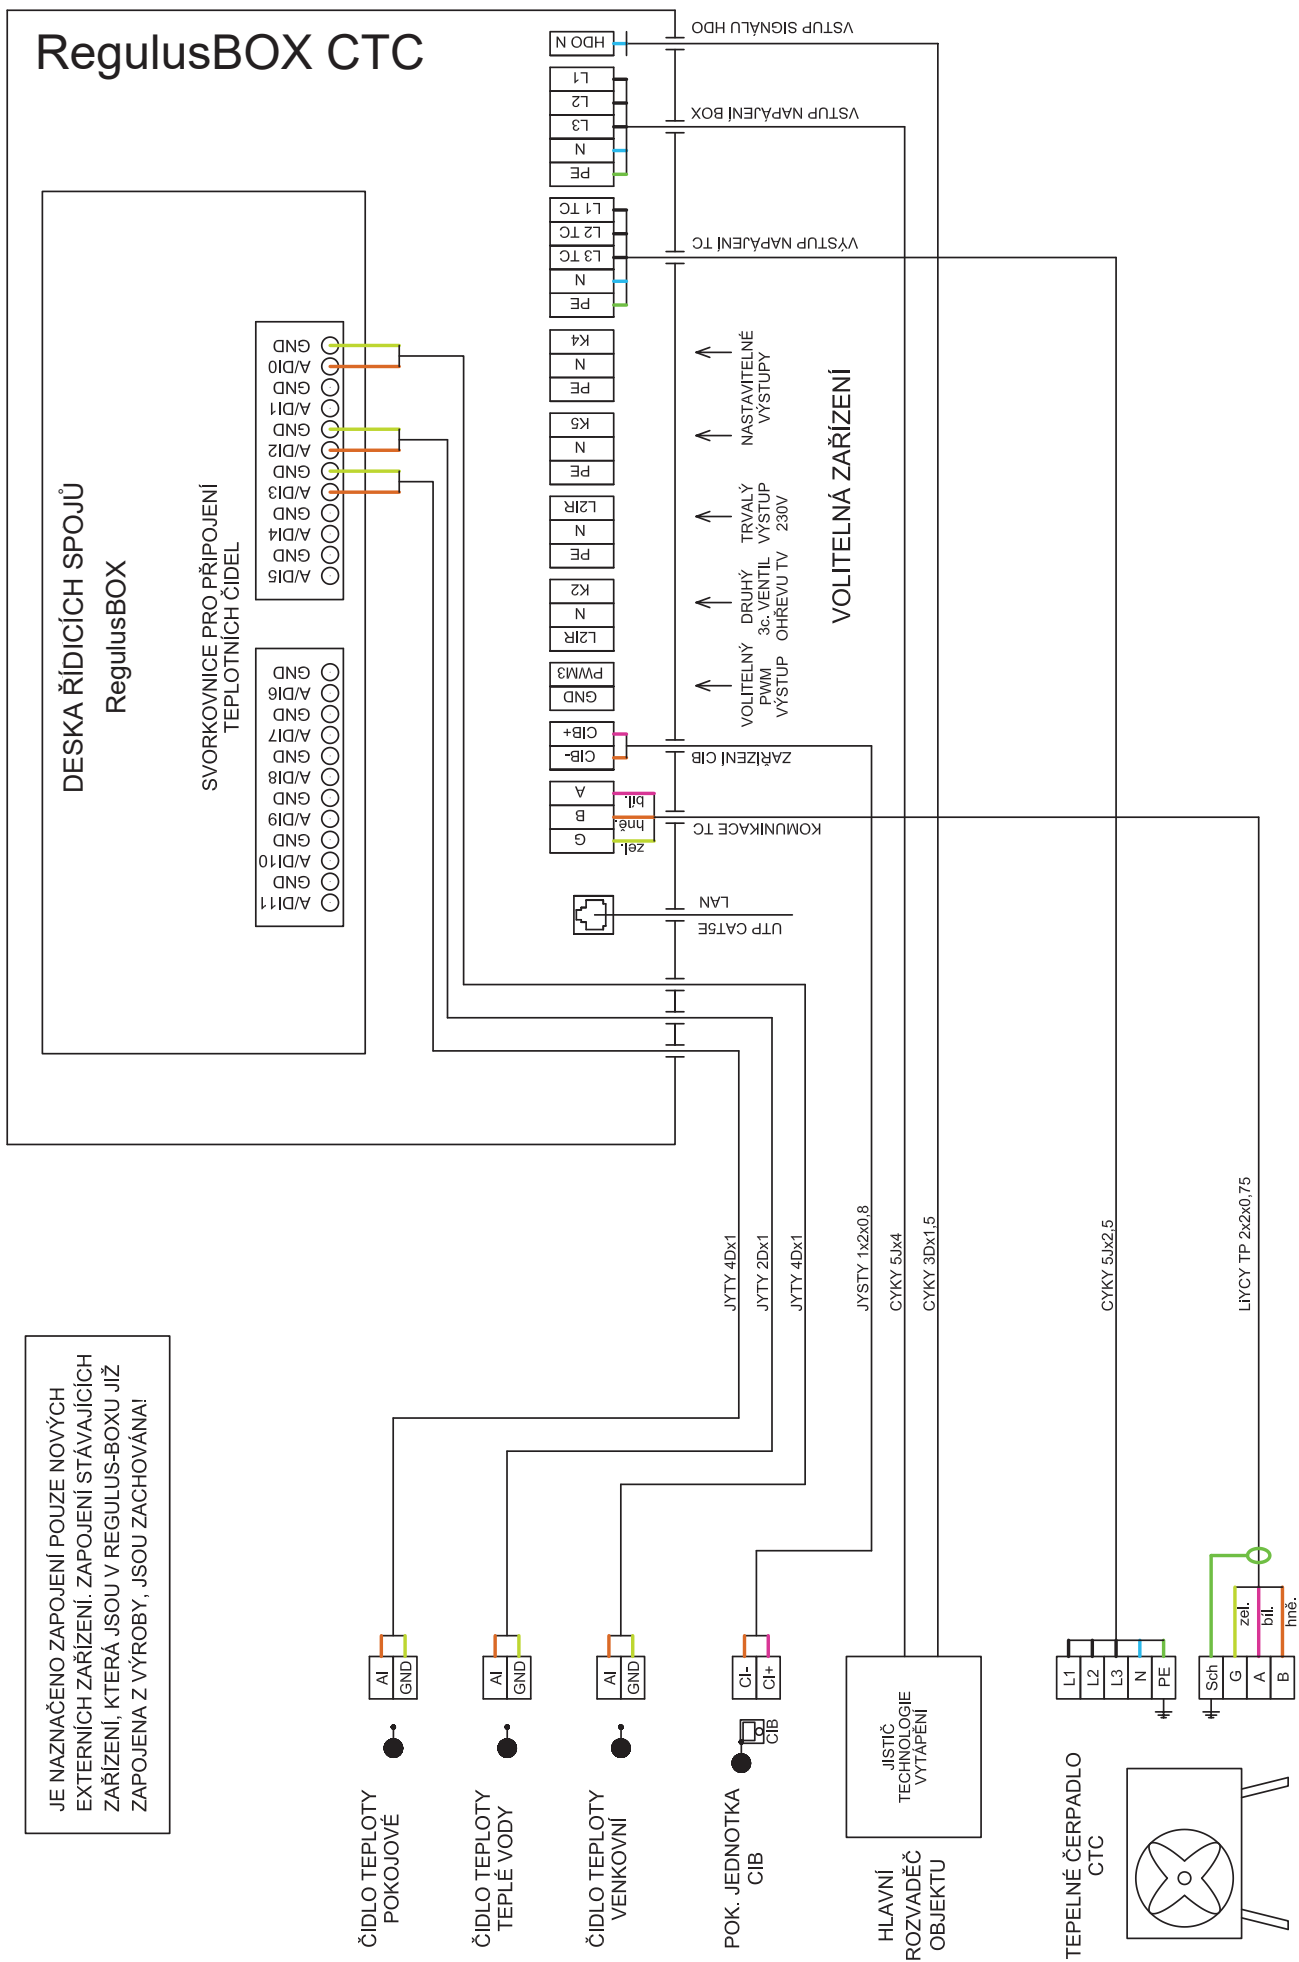 RegulusBOX CTC
DESKA ŘÍDICÍCH SPOJŮ
RegulusBOX
SVORKOVNICE PRO PŘIPOJENÍ
TEPLOTNÍCH ČIDEL
GND
A/DI0
GND
A/DI1
GND
A/DI2
GND
A/DI3
GND
A/DI4
GND
A/DI5
GND
A/DI6
GND
A/DI7
GND
A/DI8
GND
A/DI9
GND
A/DI10
GND
A/DI11
HDO N
L1
L2
L3
N
PE
L1 TC
L2 TC
L3 TC
N
PE
K4
N
PE
K5
N
PE
L2IR
N
PE
K2
N
L2IR
PWM3
GND
CIB+
CIB-
A
B
G
bíl.
hně.
zel.
VSTUP SIGNÁLU HDO
VSTUP NAPÁJENÍ BOX
VÝSTUP NAPÁJENÍ TC
NASTAVITELNÉ
VÝSTUPY
TRVALÝ
VÝSTUP
230V
DRUHÝ
3c. VENTIL
OHŘEVU TV
VOLITELNÝ
PWM
VÝSTUP
VOLITELNÁ ZAŘÍZENÍ
ZAŘÍZENÍ CIB
KOMUNIKACE TC
LAN
UTP CAT5E
JYTY 4Dx1
JYTY 2Dx1
JYTY 4Dx1
JYSTY 1x2x0,8
CYKY 5Jx4
CYKY 3Dx1,5
CYKY 5Jx2,5
LiYCY TP 2x2x0,75
JE NAZNAČENO ZAPOJENÍ POUZE NOVÝCH
EXTERNÍCH ZAŘÍZENÍ. ZAPOJENÍ STÁVAJÍCÍCH
ZAŘÍZENÍ, KTERÁ JSOU V REGULUS-BOXU JIŽ
ZAPOJENA Z VÝROBY, JSOU ZACHOVÁNA!
AI
GND
ČIDLO TEPLOTY
POKOJOVÉ
AI
GND
ČIDLO TEPLOTY
TEPLÉ VODY
AI
GND
ČIDLO TEPLOTY
VENKOVNÍ
CI-
CI+
CIB
POK. JEDNOTKA
CIB
JISTIČ
TECHNOLOGIE
VYTÁPĚNÍ
HLAVNÍ
ROZVADĚČ
OBJEKTU
L1
L2
L3
N
PE
Sch
G
A
B
zel.
bíl.
hně.
TEPELNÉ ČERPADLO
CTC